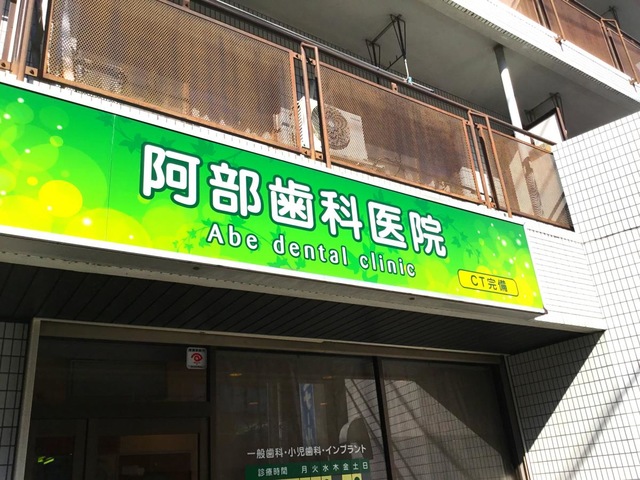 阿部歯科医院
Abe dental clinic
CT完備
一般歯科・小児歯科・インプラント
診療時間 月火水木金土日